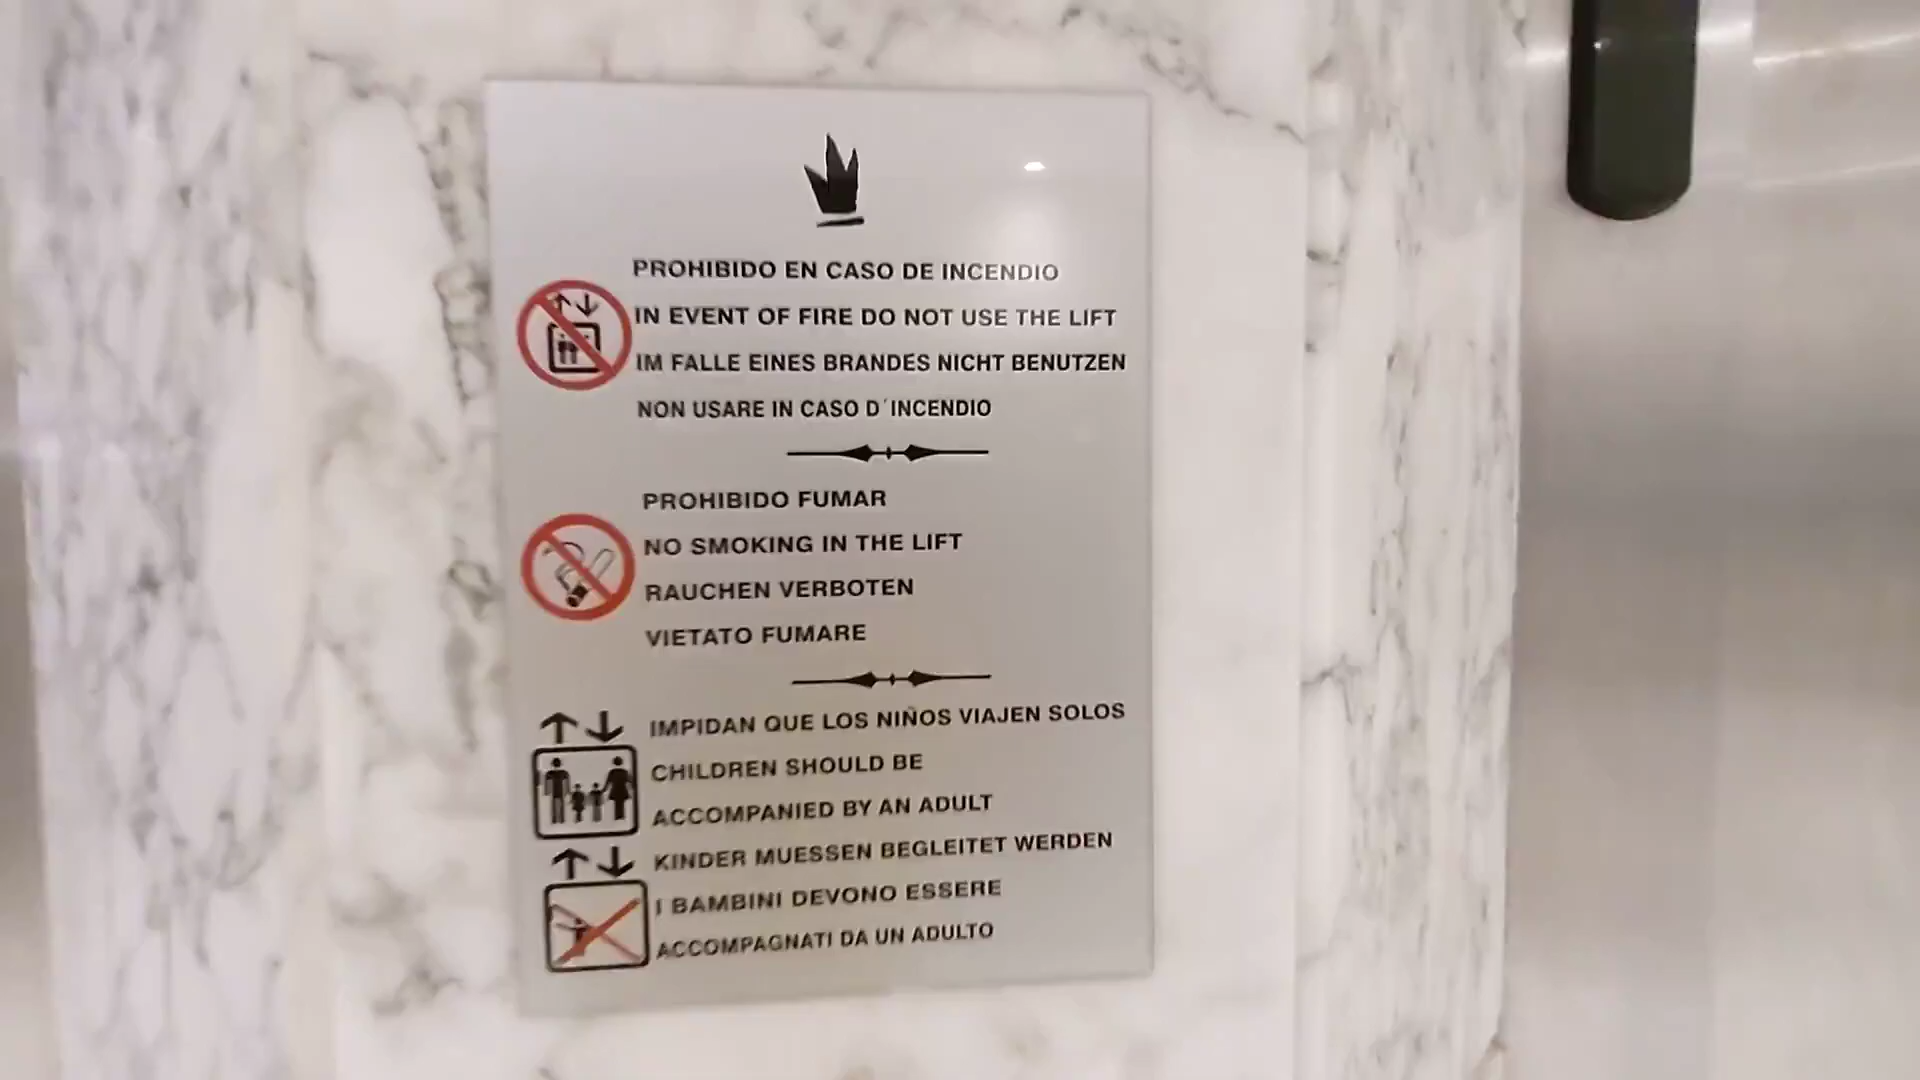 PROHIBIDO EN CASO DE INCENDIO
IN EVENT OF FIRE DO NOT USE THE LIFT
IM FALLE EINES BRANDES NICHT BENUTZEN
NON USARE IN CASO D´INCENDIO
PROHIBIDO FUMAR
NO SMOKING IN THE LIFT
RAUCHEN VERBOTEN
VIETATO FUMARE
IMPIDAN QUE LOS NIÑOS VIAJEN SOLOS
CHILDREN SHOULD BE
ACCOMPANIED BY AN ADULT
KINDER MUESSEN BEGLEITET WERDEN
I BAMBINI DEVONO ESSERE
ACCOMPAGNATI DA UN ADULTO